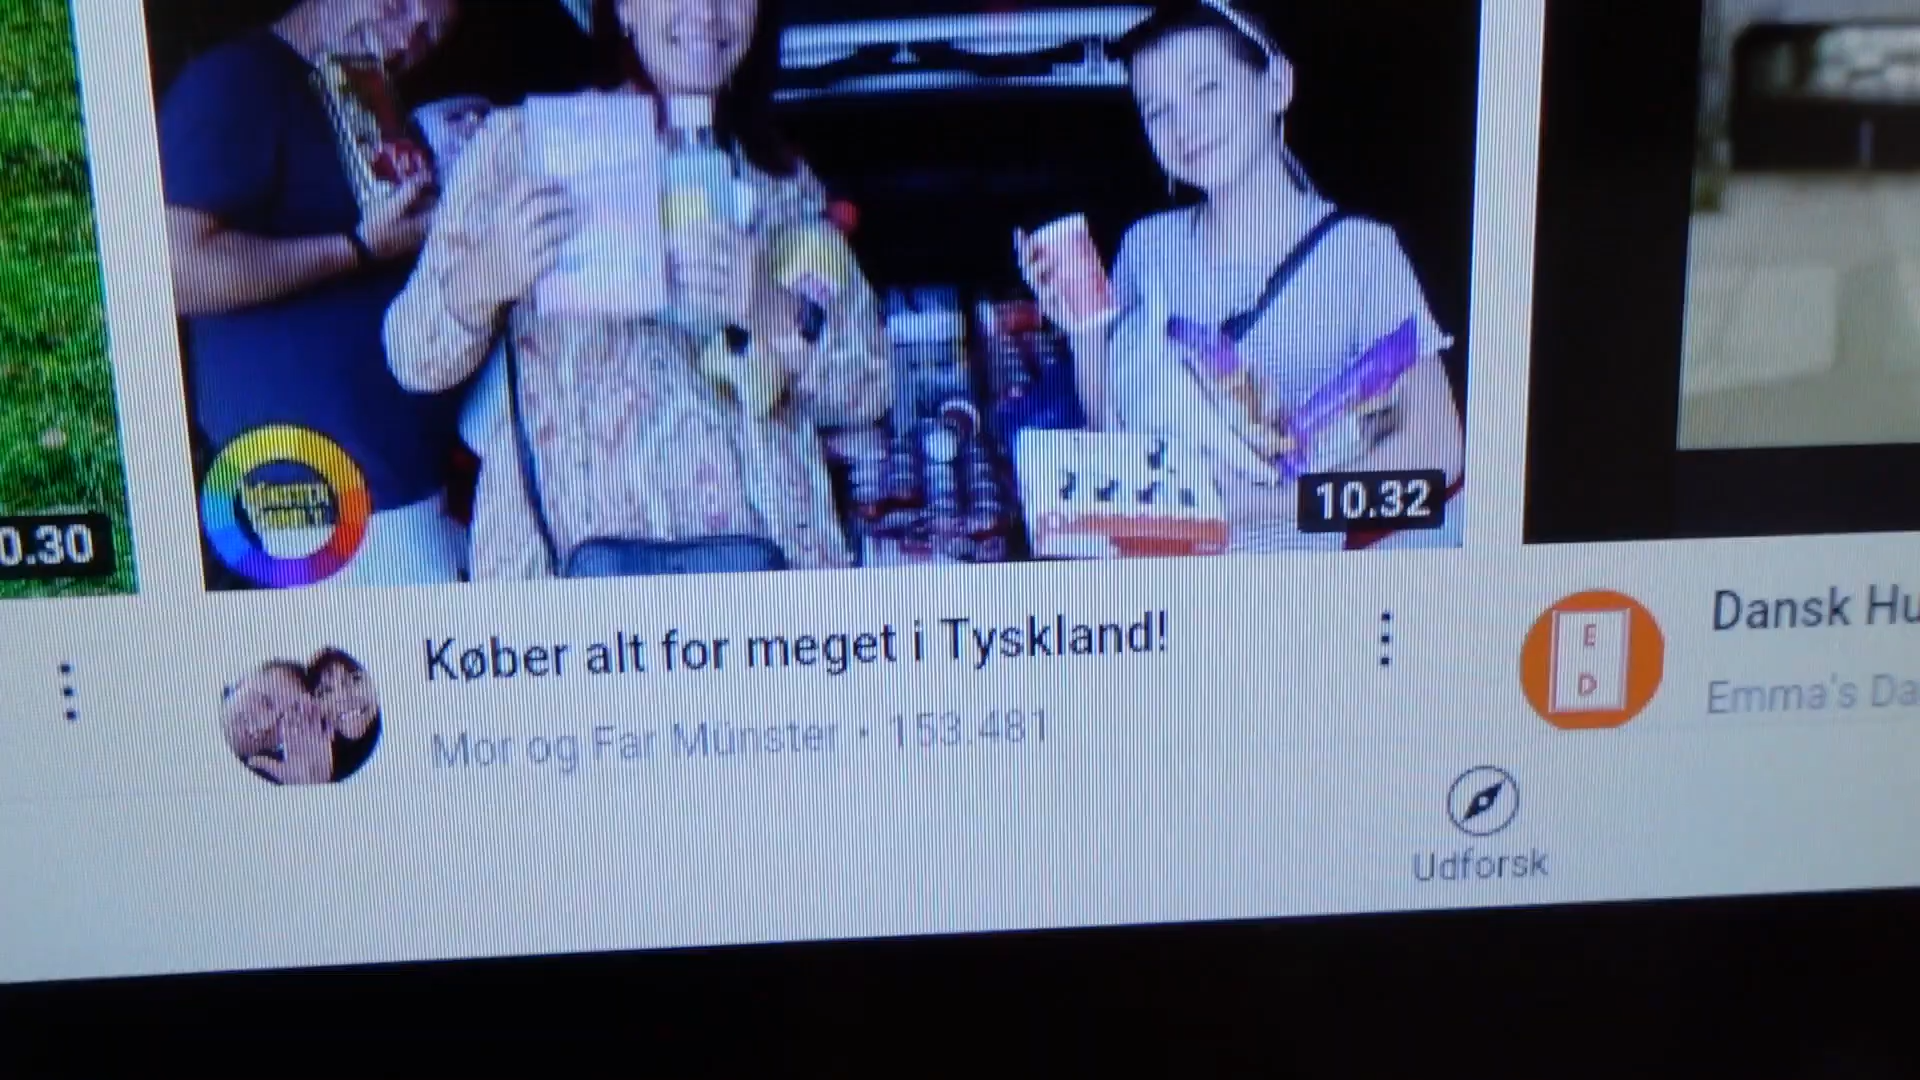 0.30
10.32
Køber alt for meget i Tyskland!
Mor og Far Münster • 153.481
E
D
Dansk Hu
Emma's Da
Udforsk